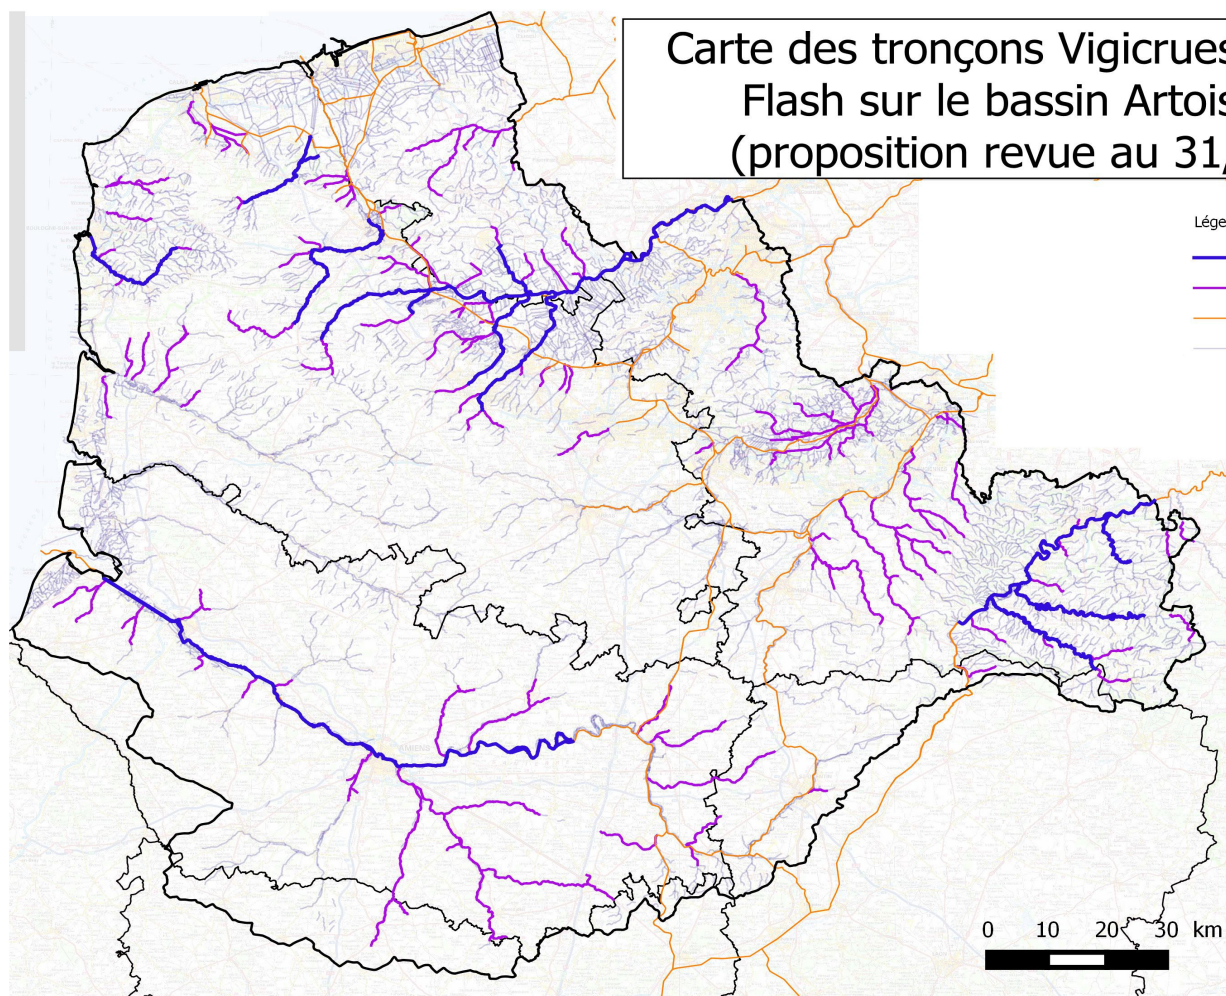 Carte des tronçons Vigicrues
Flash sur le bassin Artois
(proposition revue au 31/
Lége
AMIENS
0 10 20 30 km